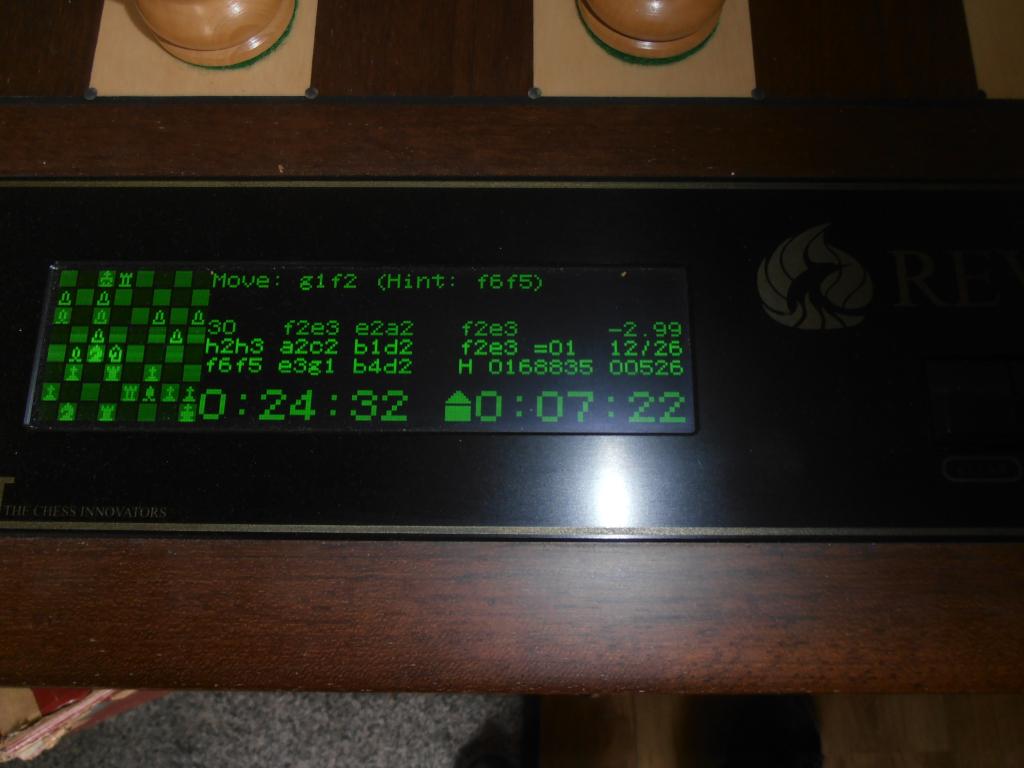 Move: g1f2 (Hint: f6f5)
30 f2e3 e2a2 f2e3 -2.99
h2h3 a2c2 b1d2 f2e3 =01 12/26
f6f5 e3g1 b4d2 H 0168835 00526
0:24:32 0:07:22
REV
T
THE CHESS INNOVATORS